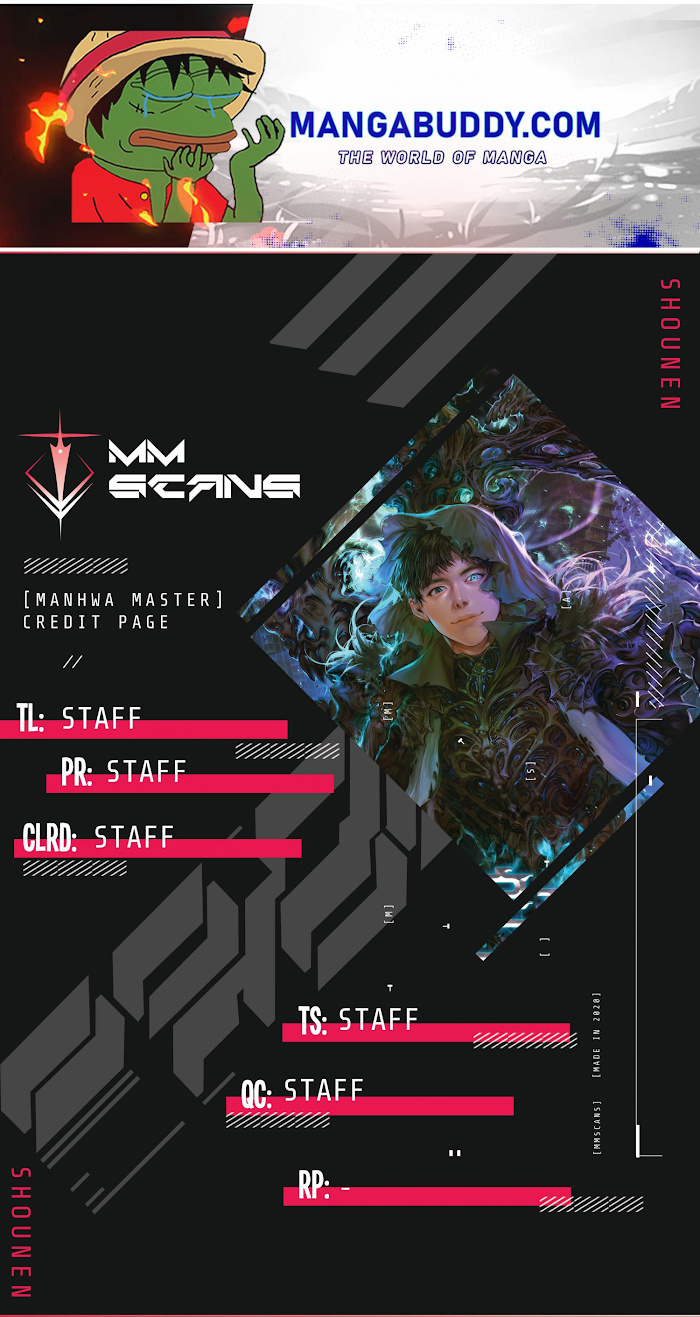 MANGABUDDY.COM
THE WORLD OF MANGA
SHOUNEN
MM
SCANS
[MANHWA MASTER]
CREDIT PAGE
//
[A]
TL: STAFF
[M]
PR: STAFF
[S]
CLRD: STAFF
[M]
[ ]
TS: STAFF
[MADE IN 2020]
QC: STAFF
[MMSCANS]
RP: -
SHOUNEN